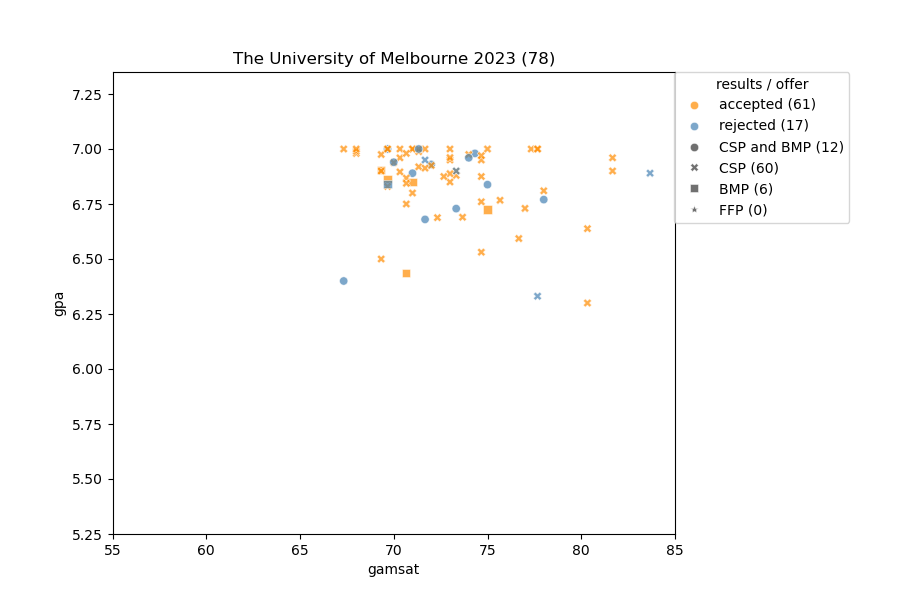 The University of Melbourne 2023 (78)
results / offer
accepted (61)
rejected (17)
CSP and BMP (12)
CSP (60)
BMP (6)
FFP (0)
7.25
7.00
6.75
6.50
6.25
6.00
5.75
5.50
5.25
gpa
55 60 65 70 75 80 85
gamsat